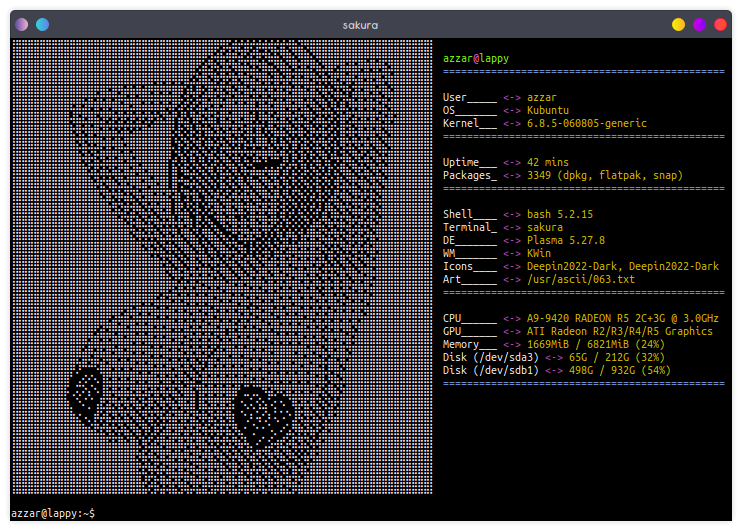 sakura
azzar@lappy
===============================================
User_____ <-> azzar
OS_______ <-> Kubuntu
Kernel___ <-> 6.8.5-060805-generic
===============================================
Uptime___ <-> 42 mins
Packages_ <-> 3349 (dpkg, flatpak, snap)
===============================================
Shell____ <-> bash 5.2.15
Terminal_ <-> sakura
DE_______ <-> Plasma 5.27.8
WM_______ <-> KWin
Icons____ <-> Deepin2022-Dark, Deepin2022-Dark
Art______ <-> /usr/ascii/063.txt
===============================================
CPU______ <-> A9-9420 RADEON R5 2C+3G @ 3.0GHz
GPU______ <-> ATI Radeon R2/R3/R4/R5 Graphics
Memory___ <-> 1669MiB / 6821MiB (24%)
Disk (/dev/sda3) <-> 65G / 212G (32%)
Disk (/dev/sdb1) <-> 498G / 932G (54%)
===============================================
azzar@lappy:~$